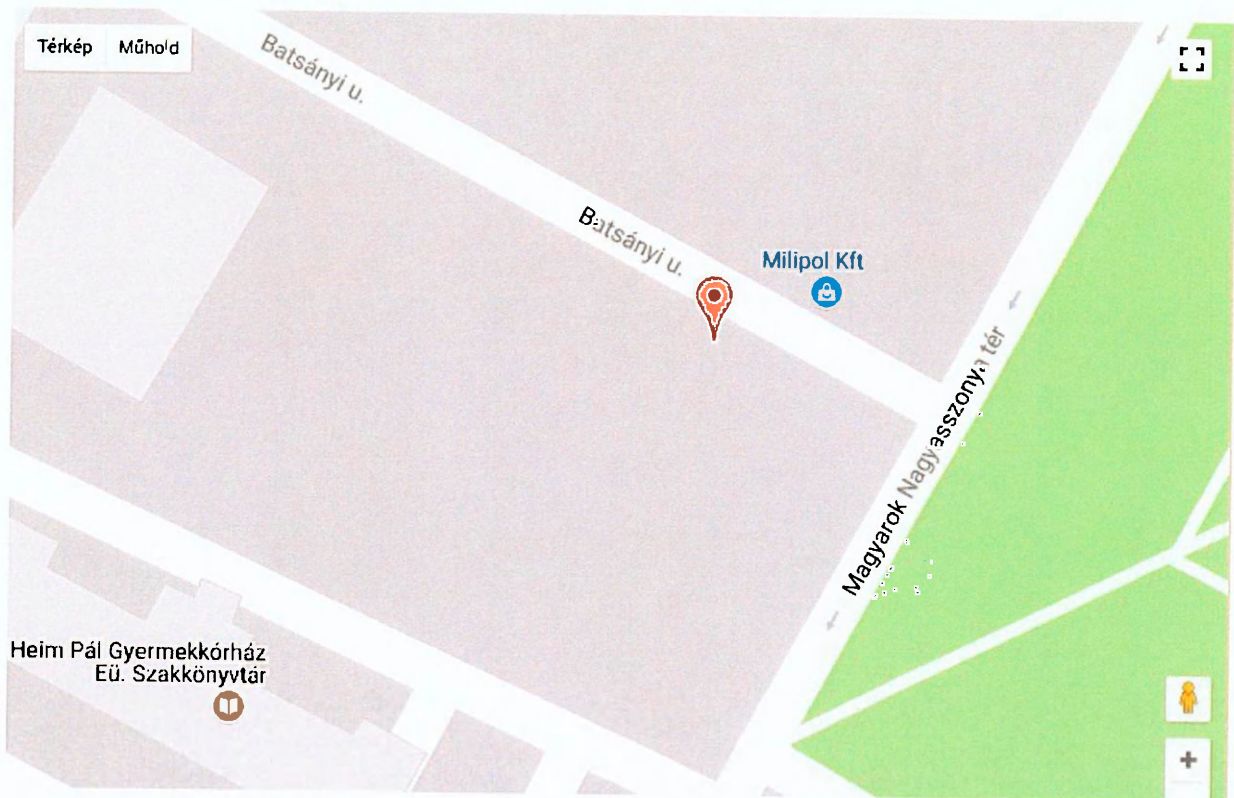 Térkép Műhold
Batsányi u.
Batsányi u.
Milipol Kft
Magyarok Nagyasszonya tér
Heim Pál Gyermekkórház
Eü. Szakkönyvtár